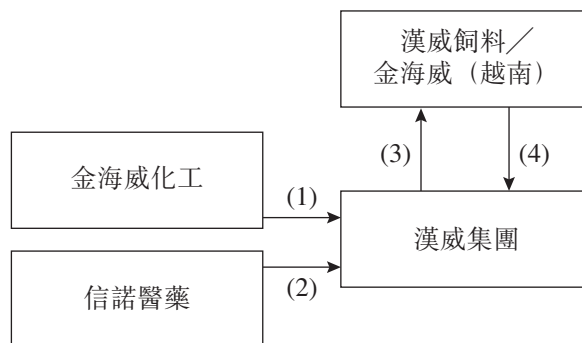 漢威飼料／
金海威（越南）
(3)
(4)
金海威化工
(1)
漢威集團
信諾醫藥
(2)